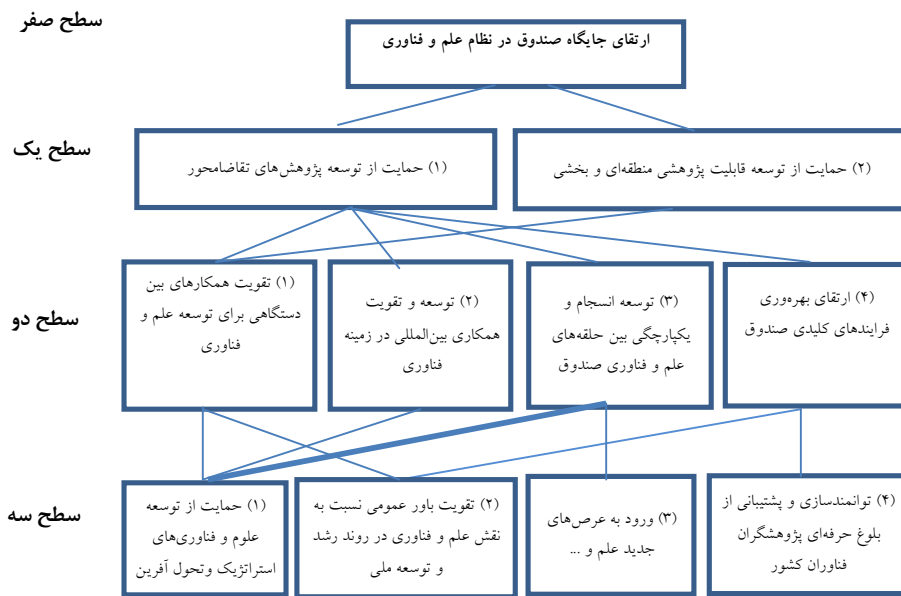 سطح صفر
ارتقای جایگاه صندوق در نظام علم و فناوری
سطح یک
(۱) حمایت از توسعه پژوهش‌های تقاضامحور
(۲) حمایت از توسعه قابلیت پژوهشی منطقه‌ای و بخشی
سطح دو
(۱) تقویت همکارهای بین
دستگاهی برای توسعه علم و
فناوری
(۲) توسعه و تقویت
همکاری بین‌المللی در زمینه
فناوری
(۳) توسعه انسجام و
یکپارچگی بین حلقه‌های
علم و فناوری صندوق
(۴) ارتقای بهره‌وری
فرایندهای کلیدی صندوق
سطح سه
(۱) حمایت از توسعه
علوم و فناوری‌های
استراتژیک وتحول آفرین
(۲) تقویت باور عمومی نسبت به
نقش علم و فناوری در روند رشد
و توسعه ملی
(۳) ورود به عرص‌های
جدید علم و ...
(۴) توانمندسازی و پشتیبانی از
بلوغ حرفه‌ای پژوهشگران
فناوران کشور